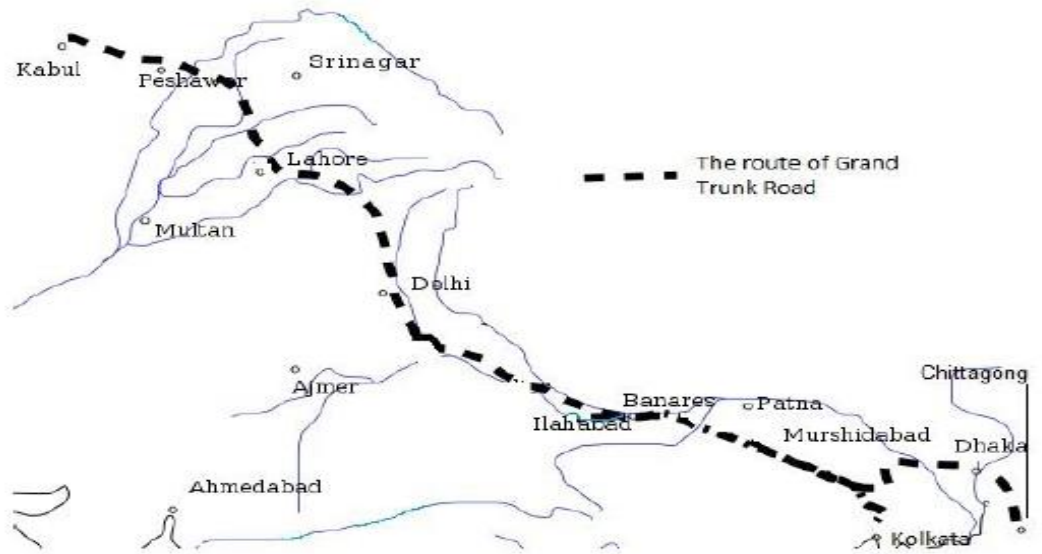 Kabul
Peshawar
Srinagar
Lahore
The route of Grand
Trunk Road
Multan
Delhi
Ajmer
Chittagong
Banares
Patna
Ilahabad
Murshidabad
Dhaka
Ahmedabad
Kolkata